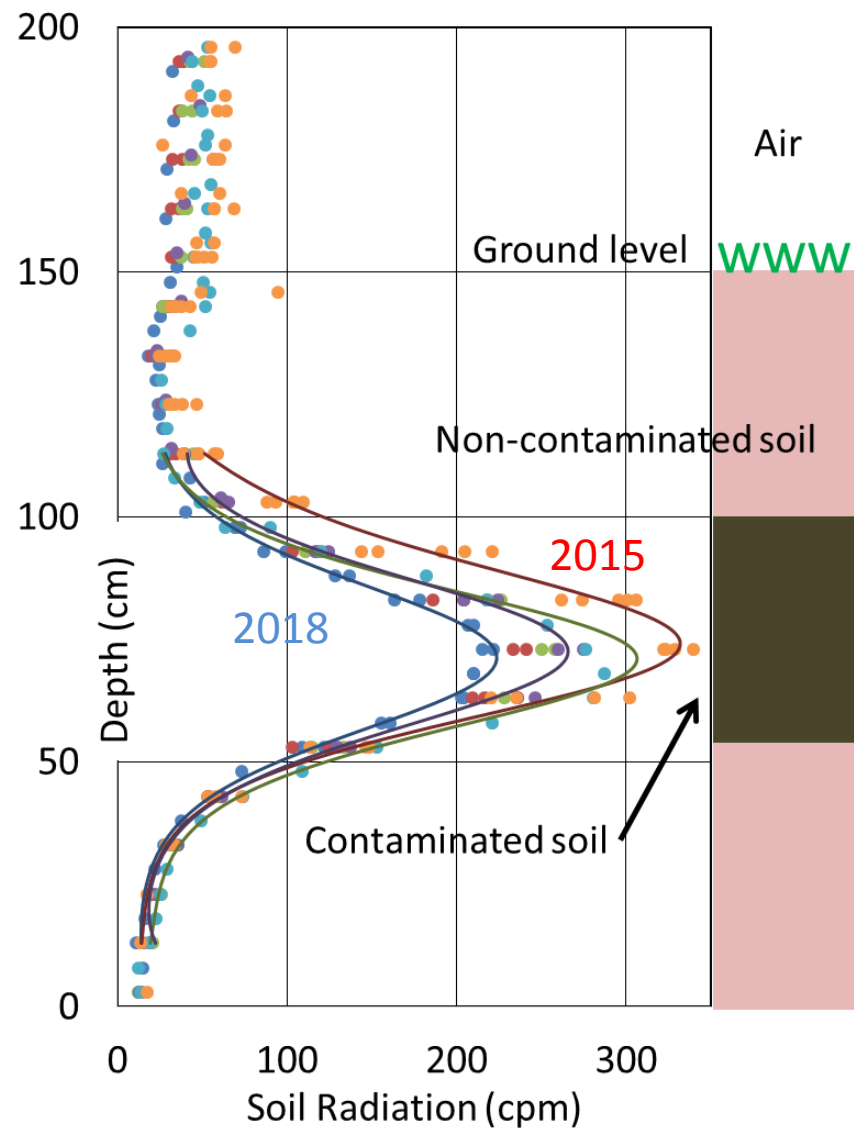 200
Air
Ground level
WWW
150
Non-contaminated soil
100
2015
2018
Depth (cm)
50
Contaminated soil
0
0 100 200 300
Soil Radiation (cpm)